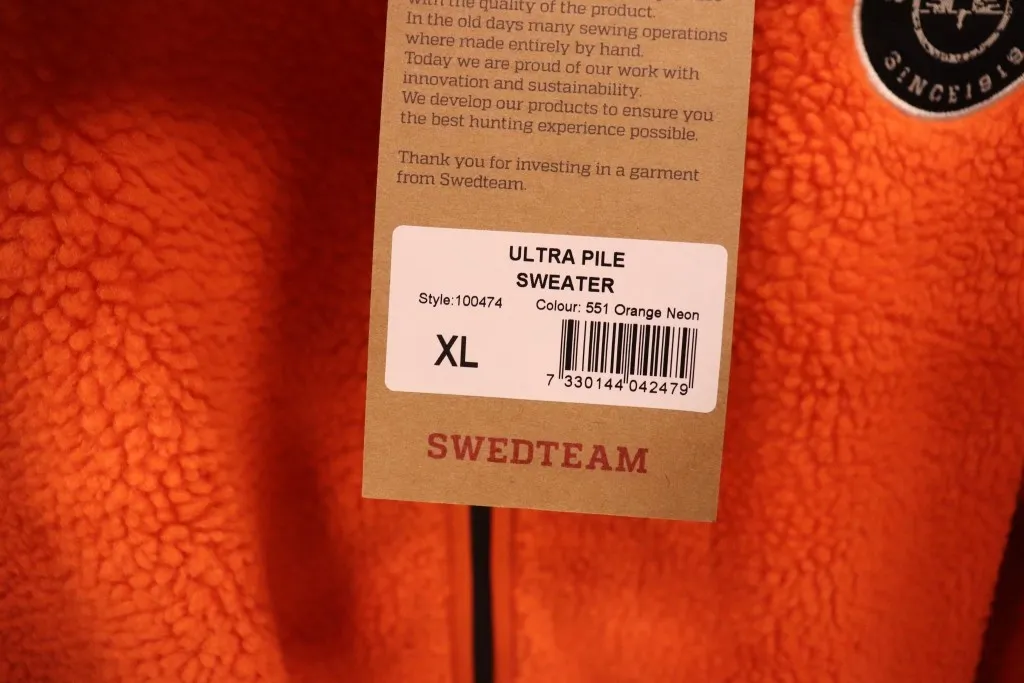 with the quality of the product.
In the old days many sewing operations
where made entirely by hand.
Today we are proud of our work with
innovation and sustainability.
We develop our products to ensure you
the best hunting experience possible.
Thank you for investing in a garment
from Swedteam.
ULTRA PILE
SWEATER
Style:100474 Colour: 551 Orange Neon
XL
7 330144 042479
SWEDTEAM
SINCE 1919